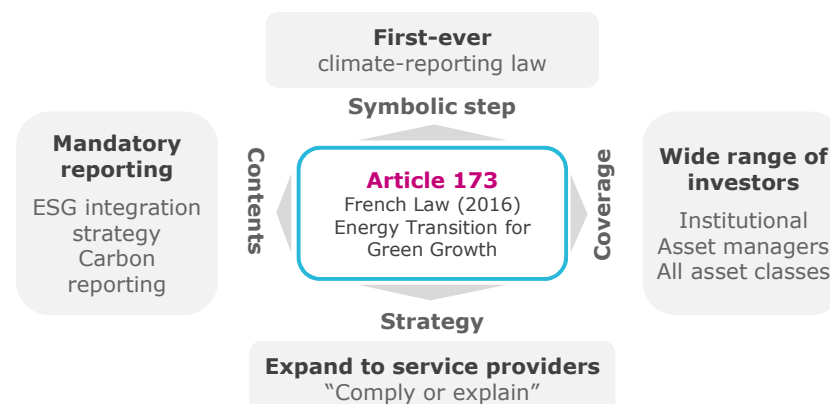 First-ever
climate-reporting law
Symbolic step
Mandatory
reporting
ESG integration
strategy
Carbon
reporting
Contents
Article 173
French Law (2016)
Energy Transition for
Green Growth
Coverage
Wide range of
investors
Institutional
Asset managers
All asset classes
Strategy
Expand to service providers
“Comply or explain”